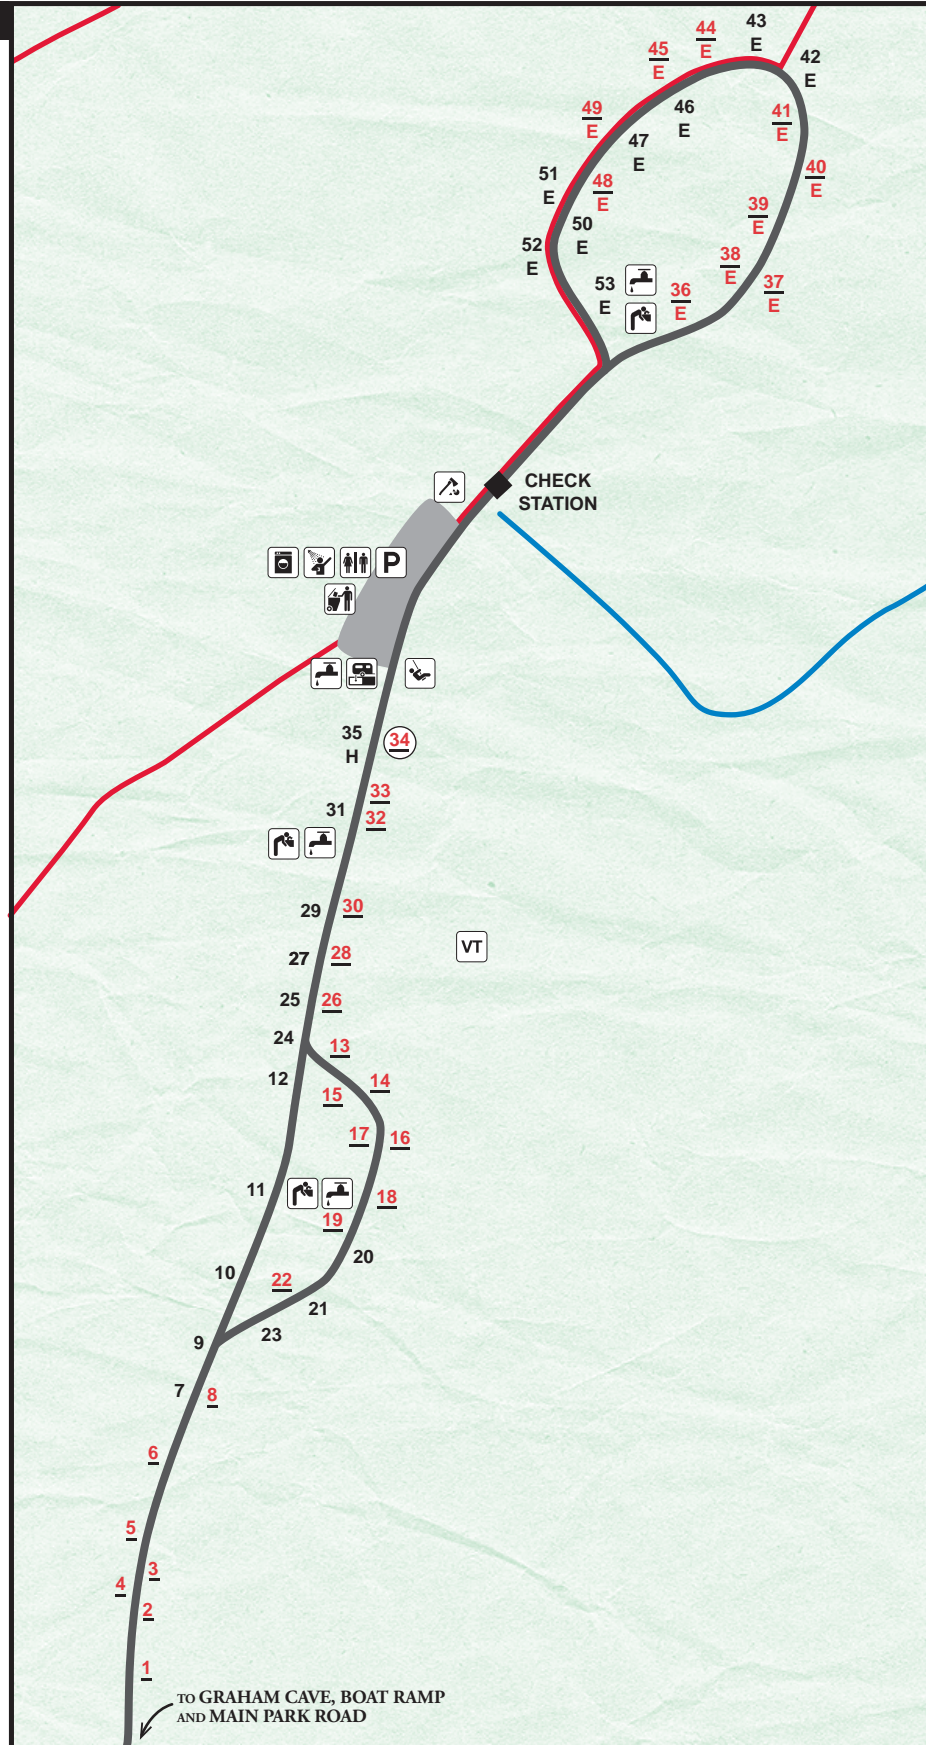 43
E
44
E
42
E
45
E
46
E
49
E
41
E
47
E
40
E
51
E
48
E
39
E
50
E
52
E
38
E
37
E
53
E
36
E
CHECK
STATION
P
35
H
34
33
31
32
29
30
VT
27
28
25
26
24
13
12
14
15
17
16
11
18
19
20
10
22
21
23
9
7
8
6
5
3
4
2
1
TO GRAHAM CAVE, BOAT RAMP
AND MAIN PARK ROAD